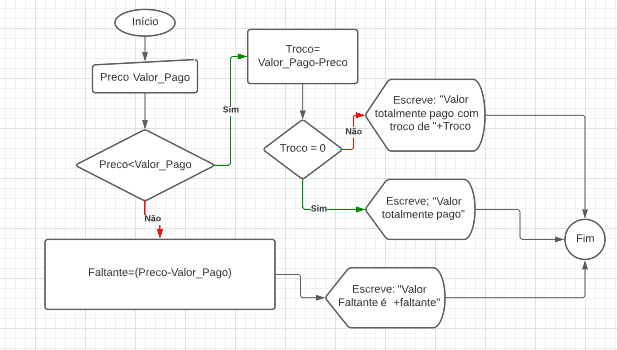 Início
Preco Valor_Pago
Preco<Valor_Pago
Sim
Não
Troco=
Valor_Pago-Preco
Troco = 0
Não
Sim
Escreve: "Valor
totalmente pago com
troco de "+Troco
Escreve; "Valor
totalmente pago"
Fim
Faltante=(Preco-Valor_Pago)
Escreve: "Valor
Faltante é +faltante"